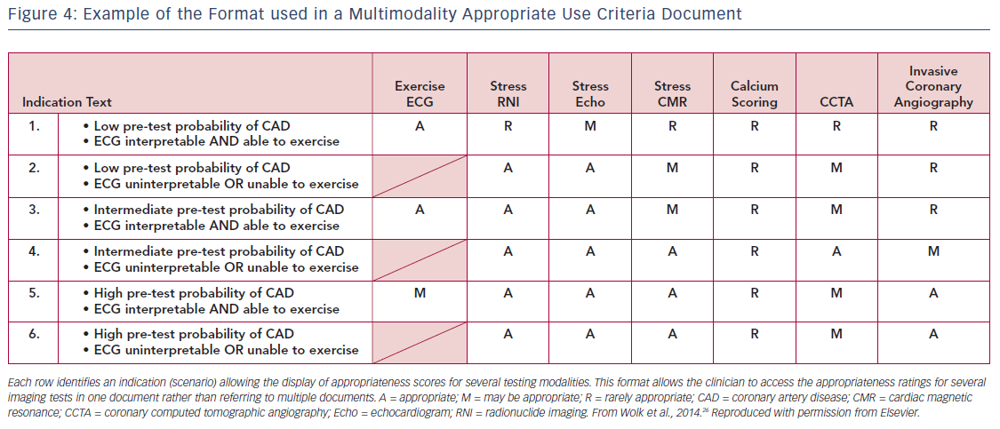 Figure 4: Example of the Format used in a Multimodality Appropriate Use Criteria Document
Indication Text
Exercise
ECG
Stress
RNI
Stress
Echo
Stress
CMR
Calcium
Scoring
CCTA
Invasive
Coronary
Angiography
1.
• Low pre-test probability of CAD
• ECG interpretable AND able to exercise
A R M R R R R
2.
• Low pre-test probability of CAD
• ECG uninterpretable OR unable to exercise
A A M R M R
3.
• Intermediate pre-test probability of CAD
• ECG interpretable AND able to exercise
A A A M R M R
4.
• Intermediate pre-test probability of CAD
• ECG uninterpretable OR unable to exercise
A A A R A M
5.
• High pre-test probability of CAD
• ECG interpretable AND able to exercise
M A A A R M A
6.
• High pre-test probability of CAD
• ECG uninterpretable OR unable to exercise
A A A R M A
Each row identifies an indication (scenario) allowing the display of appropriateness scores for several testing modalities. This format allows the clinician to access the appropriateness ratings for several
imaging tests in one document rather than referring to multiple documents. A = appropriate; M = may be appropriate; R = rarely appropriate; CAD = coronary artery disease; CMR = cardiac magnetic
resonance; CCTA = coronary computed tomographic angiography; Echo = echocardiogram; RNI = radionuclide imaging. From Wolk et al., 2014.²⁶ Reproduced with permission from Elsevier.